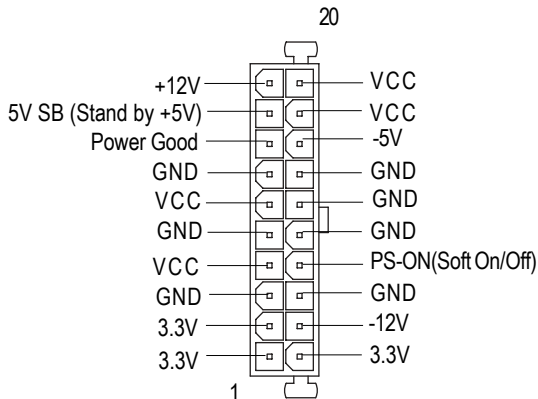 20
+12V VCC
5V SB (Stand by +5V) VCC
Power Good -5V
GND GND
VCC GND
GND GND
VCC PS-ON(Soft On/Off)
GND GND
3.3V -12V
3.3V 3.3V
1